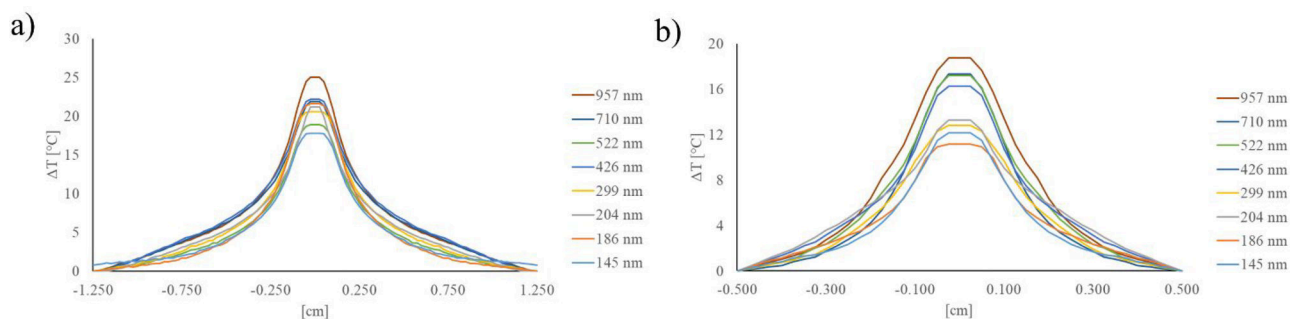 a)
30
25
20
15
10
5
0
ΔT [°C]
-1.250
-0.750
-0.250
0.250
0.750
1.250
[cm]
957 nm
710 nm
522 nm
426 nm
299 nm
204 nm
186 nm
145 nm
b)
20
16
12
8
4
0
ΔT [°C]
-0.500
-0.300
-0.100
0.100
0.300
0.500
[cm]
957 nm
710 nm
522 nm
426 nm
299 nm
204 nm
186 nm
145 nm